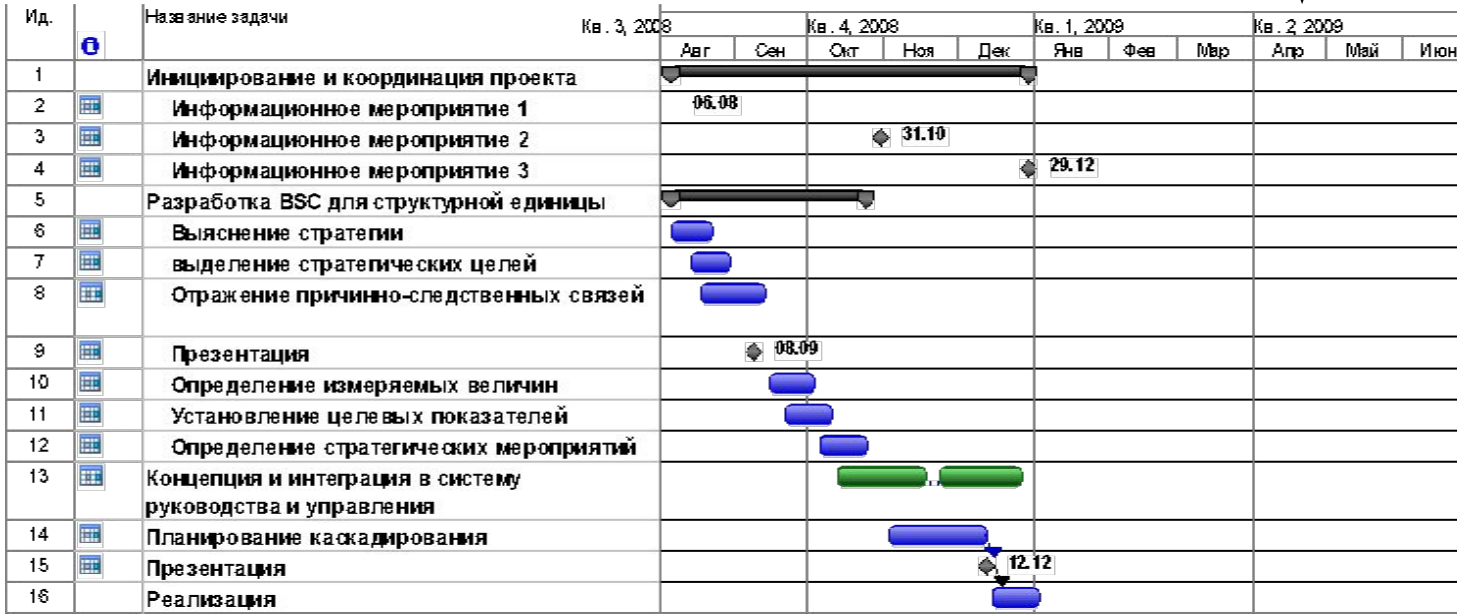 Ид. Название задачи Кв. 3, 2008 Кв. 4, 2008 Кв. 1, 2009 Кв. 2 2009
Авг Сен Окт Ноя Дек Янв Фев Мар Апр Май Июн
1 Инициирование и координация проекта
2 Информационное мероприятие 1 06.08
3 Информационное мероприятие 2 31.10
4 Информационное мероприятие 3 29.12
5 Разработка BSC для структурной единицы
6 Выяснение стратегии
7 выделение стратегических целей
8 Отражение причинно-следственных связей
9 Презентация 08.09
10 Определение измеряемых величин
11 Установление целевых показателей
12 Определение стратегических мероприятий
13 Концепция и интеграция в систему
руководства и управления
14 Планирование каскадирования
15 Презентация 12.12
16 Реализация